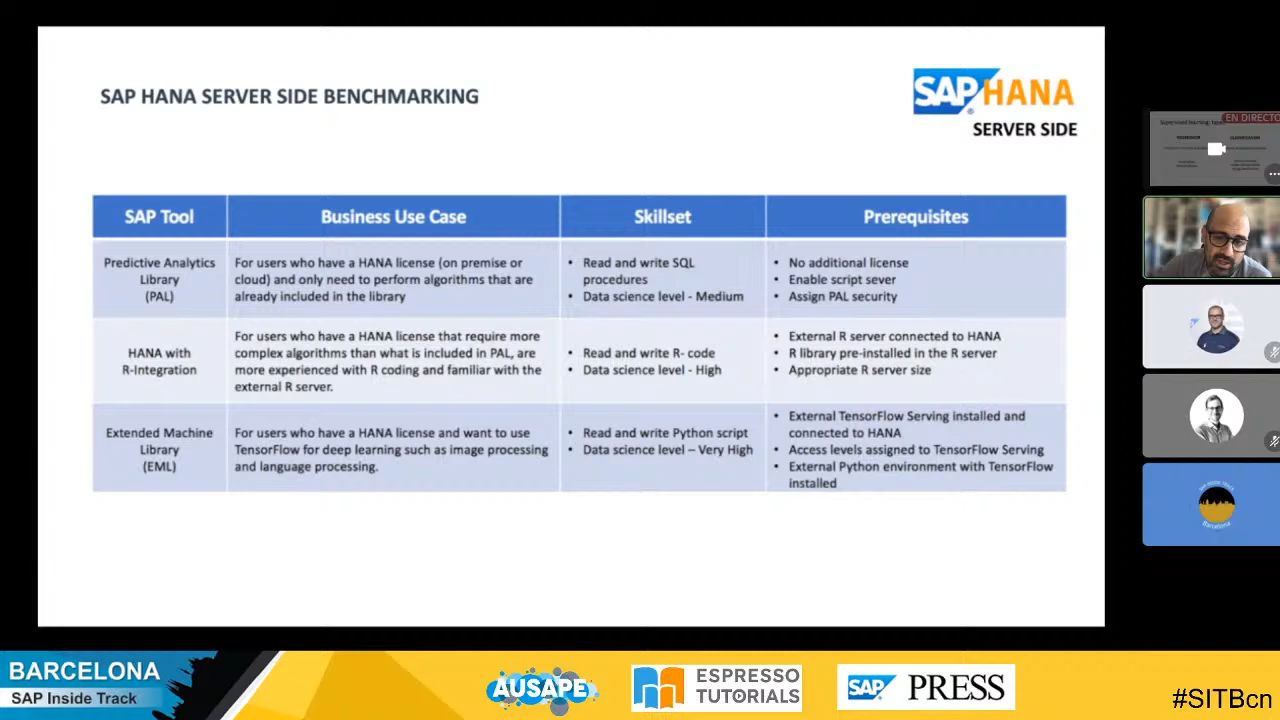 SAP HANA SERVER SIDE BENCHMARKING
SAP HANA
SERVER SIDE
SAP Tool
Business Use Case
Skillset
Prerequisites
Predictive Analytics
Library
(PAL)
For users who have a HANA license (on premise or
cloud) and only need to perform algorithms that are
already included in the library
• Read and write SQL
procedures
• Data science level - Medium
• No additional license
• Enable script sever
• Assign PAL security
HANA with
R-Integration
For users who have a HANA license that require more
complex algorithms than what is included in PAL, are
more experienced with R coding and familiar with the
external R server.
• Read and write R- code
• Data science level - High
• External R server connected to HANA
• R library pre-installed in the R server
• Appropriate R server size
Extended Machine
Library
(EML)
For users who have a HANA license and want to use
TensorFlow for deep learning such as image processing
and language processing.
• Read and write Python script
• Data science level – Very High
• External TensorFlow Serving installed and
connected to HANA
• Access levels assigned to TensorFlow Serving
• External Python environment with TensorFlow
installed
EN DIRECTO
Supervised learning:
Barcelona
BARCELONA
SAP Inside Track
AUSAPE
ESPRESSO
TUTORIALS
SAP PRESS
#SITBcn